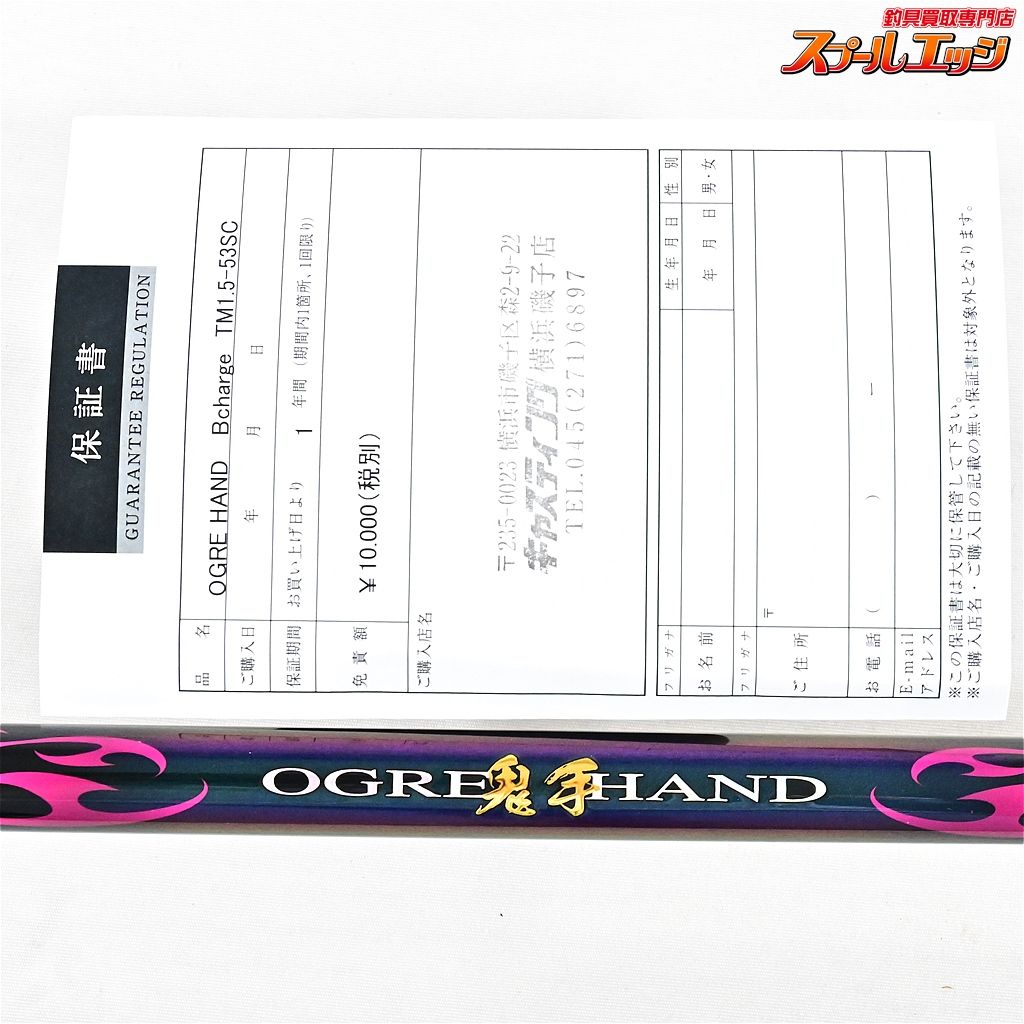 釣具買取専門店
スプールエッジ
保証書
GUARANTEE REGULATION
品名 OGRE HAND Bcharge TM1.5-53SC
ご購入日 年 月 日
保証期間 お買い上げ日より 1 年間 (期間内1箇所、1回限り)
免責額 ¥10.000(税別)
ご購入店名
〒235-0023 横浜市磯子区森2-9-22
キャスティング 横浜磯子店
TEL.045(271)6897
フリガナ 生年月日 性別
お名前 年 月 日 男・女
フリガナ
ご住所 〒
お電話 ( ) ー
E-mail
アドレス
※この保証書は大切に保管して下さい。
※ご購入店名・ご購入日の記載の無い保証書は対象外となります。
OGRE鬼手HAND